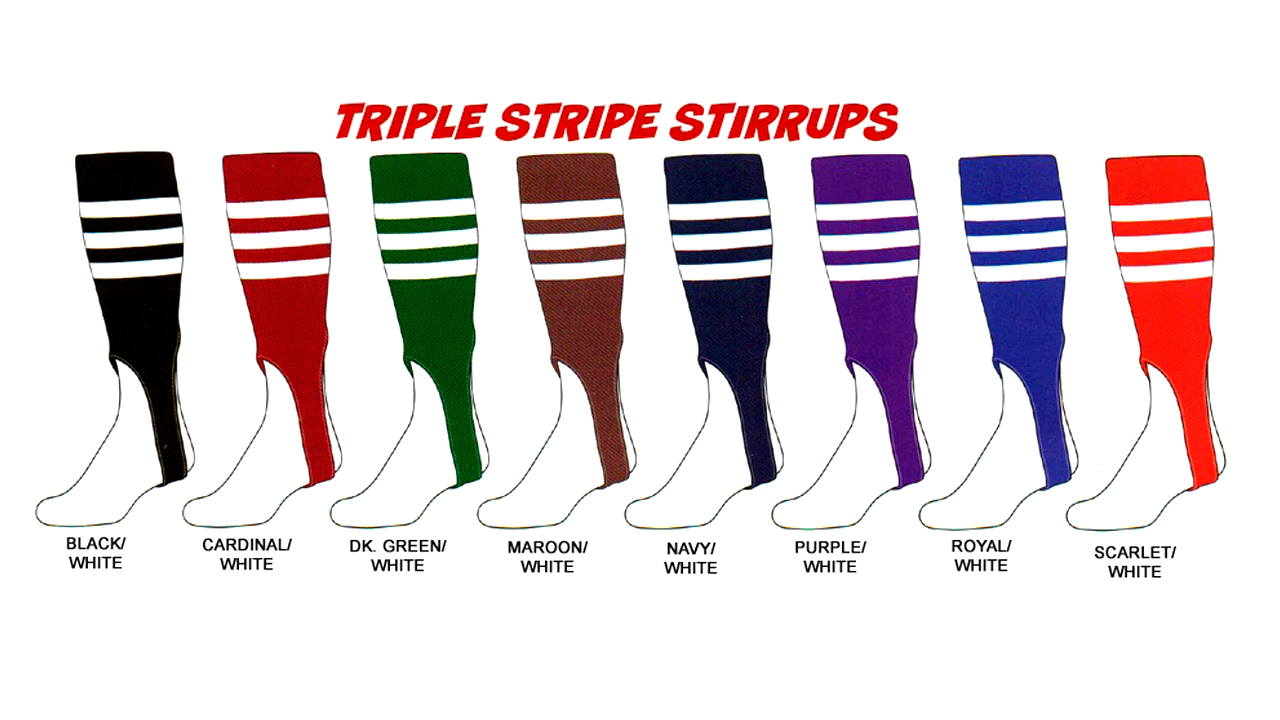 TRIPLE STRIPE STIRRUPS
BLACK/
WHITE
CARDINAL/
WHITE
DK. GREEN/
WHITE
MAROON/
WHITE
NAVY/
WHITE
PURPLE/
WHITE
ROYAL/
WHITE
SCARLET/
WHITE